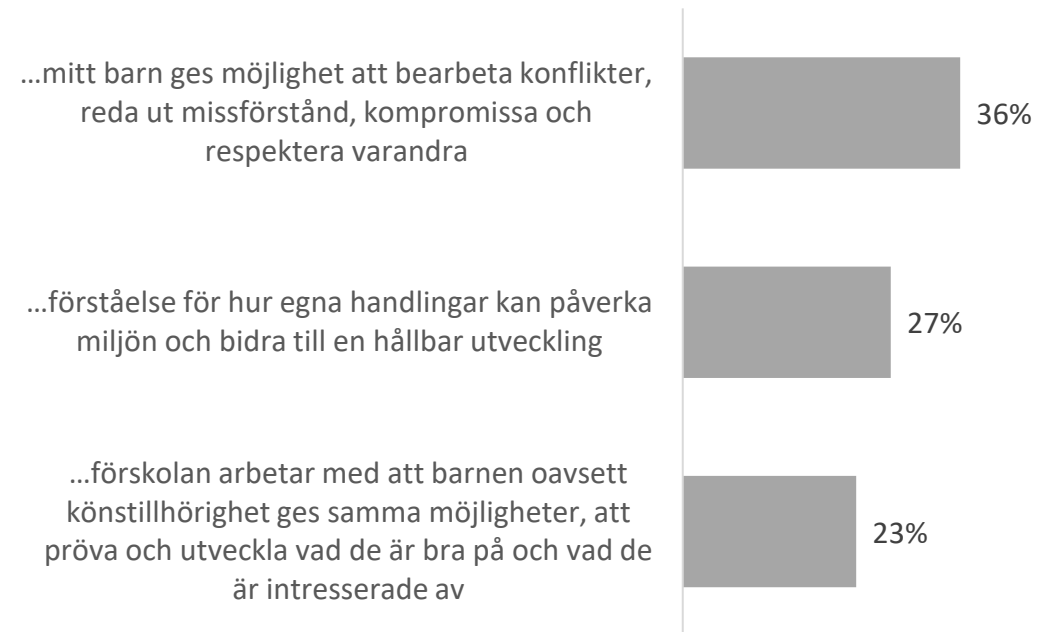 ...mitt barn ges möjlighet att bearbeta konflikter,
reda ut missförstånd, kompromissa och
respektera varandra
36%
...förståelse för hur egna handlingar kan påverka
miljön och bidra till en hållbar utveckling
27%
...förskolan arbetar med att barnen oavsett
könstillhörighet ges samma möjligheter, att
pröva och utveckla vad de är bra på och vad de
är intresserade av
23%